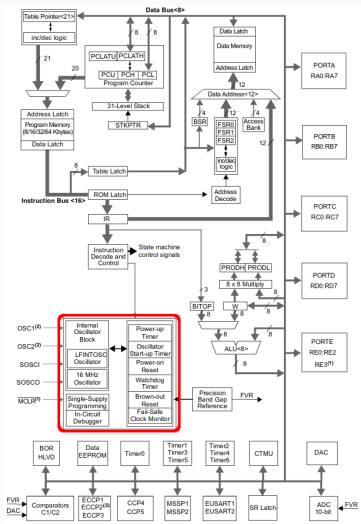 Data Bus<8>
Table Pointer<21>
inc/dec logic
21
20
8
8
8
PCLATU
PCLATH
PCU
PCH
PCL
Program Counter
31-Level Stack
STKPTR
Data Latch
Data Memory
Address Latch
12
Data Address<12>
4
12
4
BSR
FSR0
FSR1
FSR2
Access
Bank
12
inc/dec
logic
Address
Decode
PORTA
RA0:RA7
PORTB
RB0:RB7
PORTC
RC0:RC7
PORTD
RD0:RD7
PORTE
RE0:RE2
RE3(1)
Address Latch
Program Memory
(8/16/32/64 Kbytes)
Data Latch
8
Instruction Bus <16>
Table Latch
ROM Latch
IR
Instruction
Decode and
Control
State machine
control signals
8
PRODH
PRODL
8 x 8 Multiply
3
8
BITOP
W
8
8
8
8
8
ALU<8>
8
OSC1(2)
OSC2(2)
SOSCI
SOSCO
MCLR(1)
Internal
Oscillator
Block
LFINTOSC
Oscillator
16 MHz
Oscillator
Single-Supply
Programming
In-Circuit
Debugger
Power-up
Timer
Oscillator
Start-up Timer
Power-on
Reset
Watchdog
Timer
Brown-out
Reset
Fail-Safe
Clock Monitor
Precision
Band Gap
Reference
FVR
BOR
HLVD
Data
EEPROM
Timer0
Timer1
Timer3
Timer5
Timer2
Timer4
Timer6
CTMU
DAC
FVR
DAC
Comparators
C1/C2
ECCP1
ECCP2(3)
ECCP3
CCP4
CCP5
MSSP1
MSSP2
EUSART1
EUSART2
SR Latch
ADC
10-bit
FVR